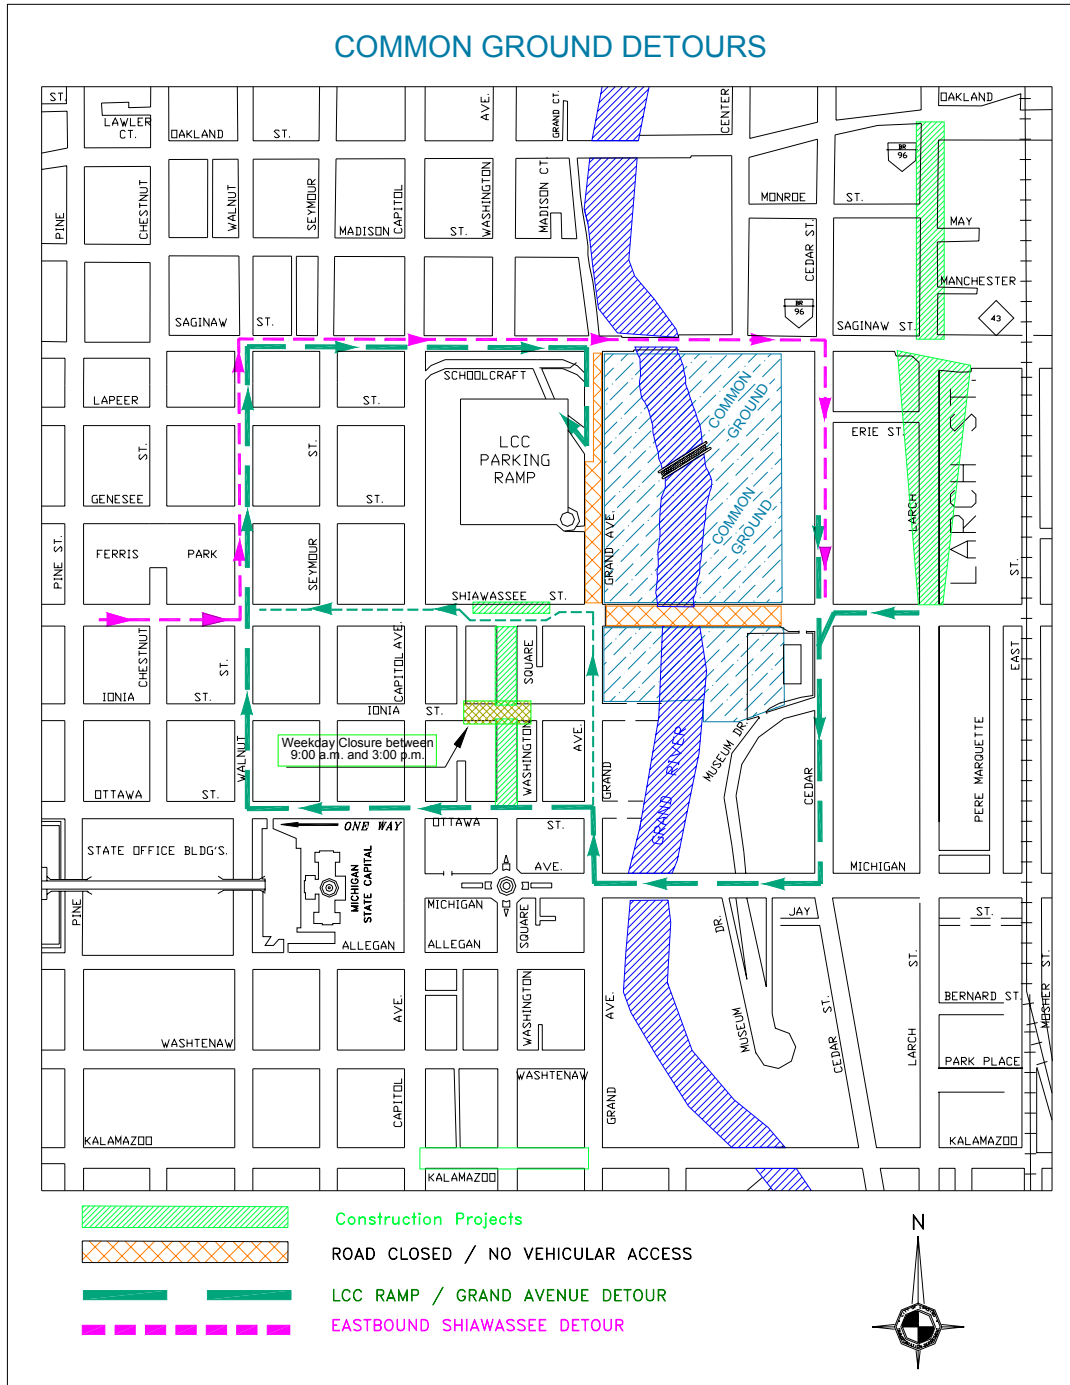 COMMON GROUND DETOURS
ST.
LAWLER
CT.
OAKLAND
ST.
AVE.
GRAND CT.
CENTER
OAKLAND
BR
96
PINE
CHESTNUT
WALNUT
SEYMOUR
MADISON
CAPITOL
ST.
WASHINGTON
MADISON CT.
MONROE
ST.
CEDAR ST.
MAY
MANCHESTER
BR
96
43
SAGINAW
ST.
SAGINAW ST.
SCHOOLCRAFT
LAPEER
ST.
LCC
PARKING
RAMP
COMMON
GROUND
ERIE ST.
LARCH ST.
ST.
ST.
GENESEE
ST.
COMMON
GROUND
LARCH
PINE ST.
FERRIS
PARK
SEYMOUR
GRAND AVE.
ST.
SHIAWASSEE
ST.
CHESTNUT
ST.
CAPITOL AVE.
SQUARE
EAST
IONIA
ST.
IONIA
ST.
Weekday Closure between
9:00 a.m. and 3:00 p.m.
WALNUT
WASHINGTON
AVE.
GRAND
GRAND RIVER
MUSEUM DR.
CEDAR
PERE MARQUETTE
OTTAWA
ST.
OTTAWA
ST.
ONE WAY
STATE OFFICE BLDG'S.
MICHIGAN
STATE CAPITAL
AVE.
MICHIGAN
PINE
MICHIGAN
SQUARE
ALLEGAN
ALLEGAN
DR.
JAY
ST.
AVE.
WASHINGTON
AVE.
MUSEUM
ST.
CEDAR
ST.
LARCH
BERNARD ST.
MOSHER ST.
WASHTENAW
WASHTENAW
PARK PLACE
CAPITOL
GRAND
KALAMAZOO
KALAMAZOO
KALAMAZOO
Construction Projects
ROAD CLOSED / NO VEHICULAR ACCESS
LCC RAMP / GRAND AVENUE DETOUR
EASTBOUND SHIAWASSEE DETOUR
N